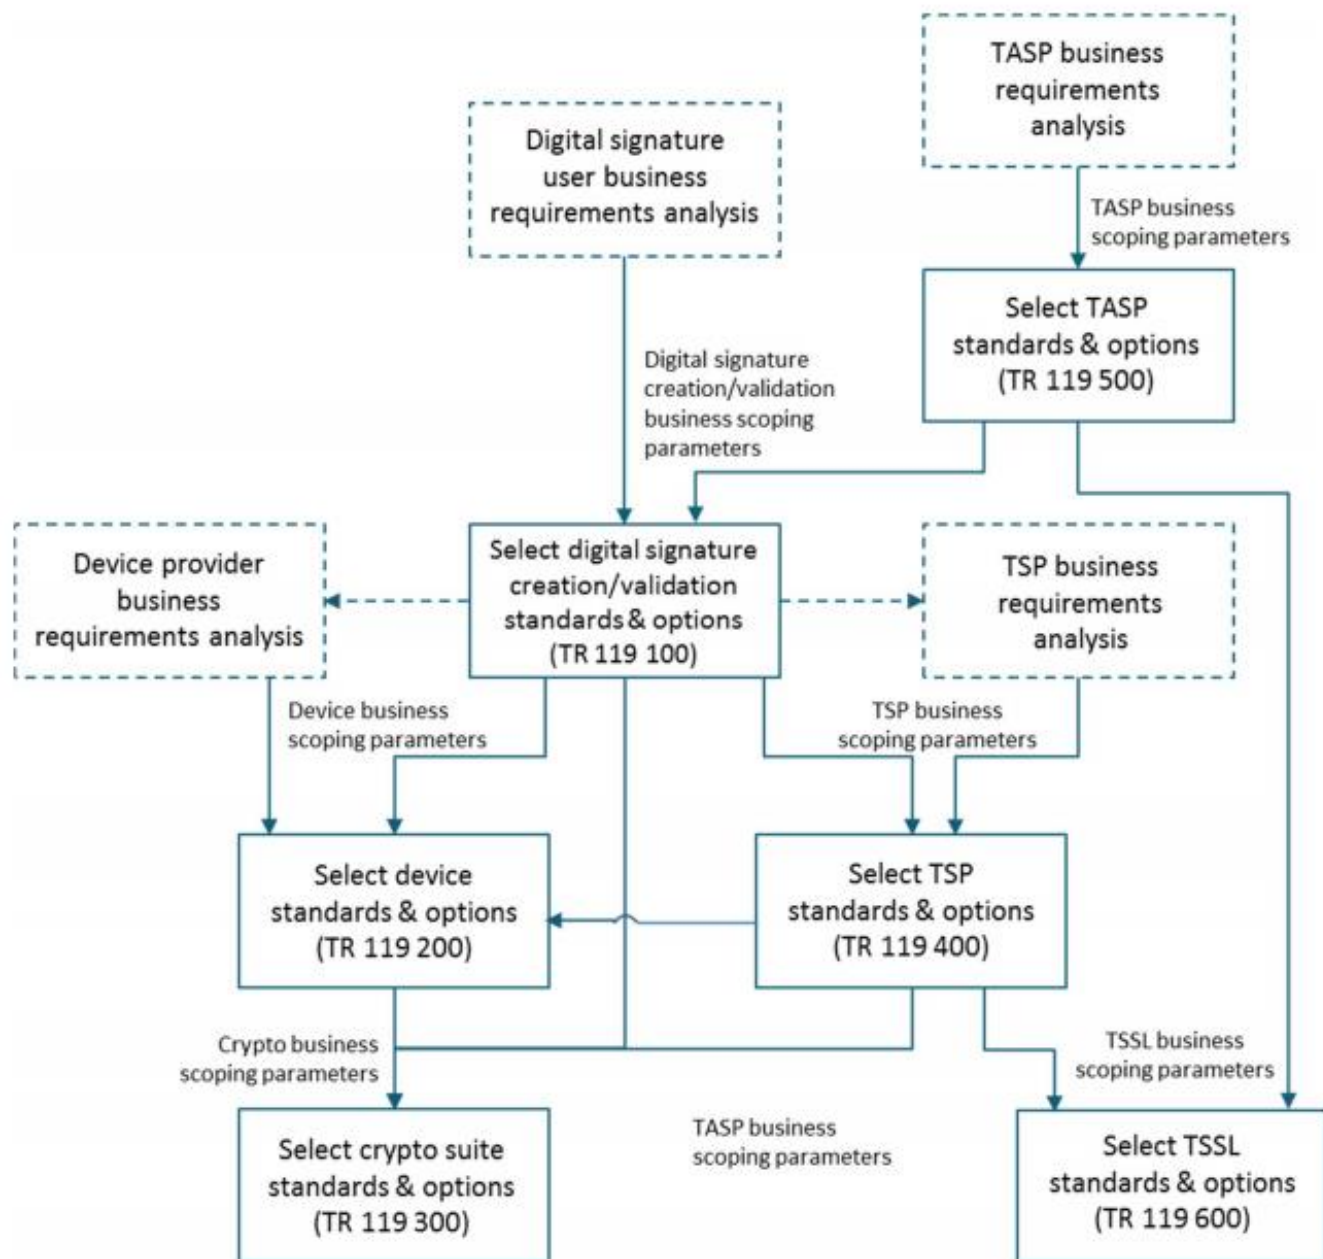 TASP business
requirements
analysis
Digital signature
user business
requirements analysis
TASP business
scoping parameters
Select TASP
standards & options
(TR 119 500)
Digital signature
creation/validation
business scoping
parameters
Device provider
business
requirements analysis
Select digital signature
creation/validation
standards & options
(TR 119 100)
TSP business
requirements
analysis
Device business
scoping parameters
TSP business
scoping parameters
Select device
standards & options
(TR 119 200)
Select TSP
standards & options
(TR 119 400)
Crypto business
scoping parameters
TSSL business
scoping parameters
Select crypto suite
standards & options
(TR 119 300)
TASP business
scoping parameters
Select TSSL
standards & options
(TR 119 600)